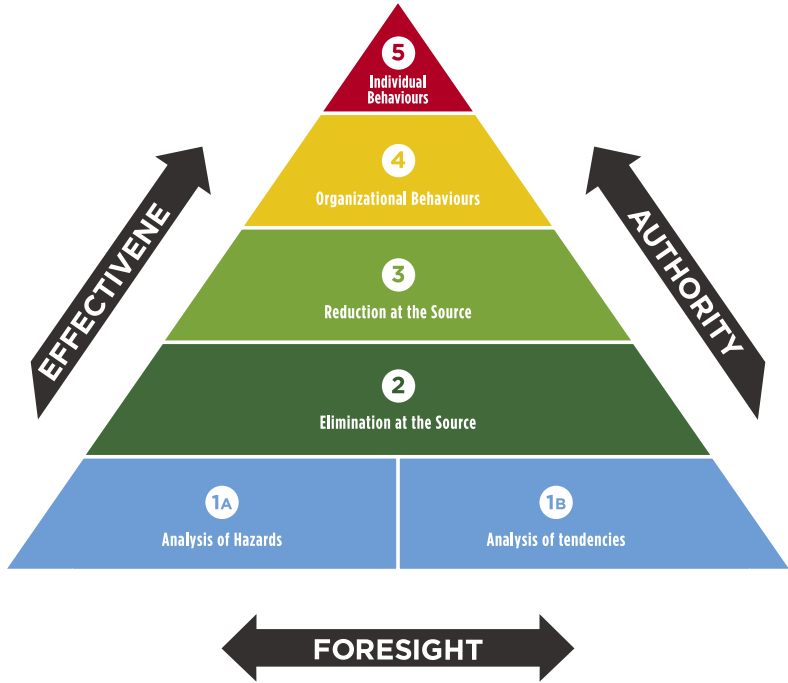 5
Individual
Behaviours
4
Organizational Behaviours
EFFECTIVENE
AUTHORITY
3
Reduction at the Source
2
Elimination at the Source
1A
Analysis of Hazards
1B
Analysis of tendencies
FORESIGHT